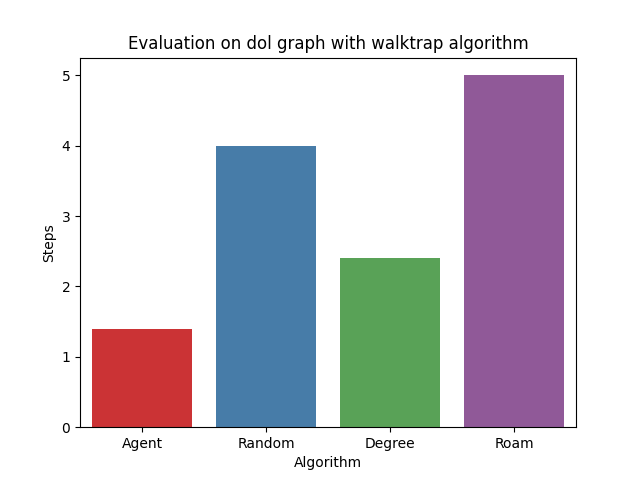 Evaluation on dol graph with walktrap algorithm
5
4
3
2
1
0
Steps
Agent Random Degree Roam
Algorithm